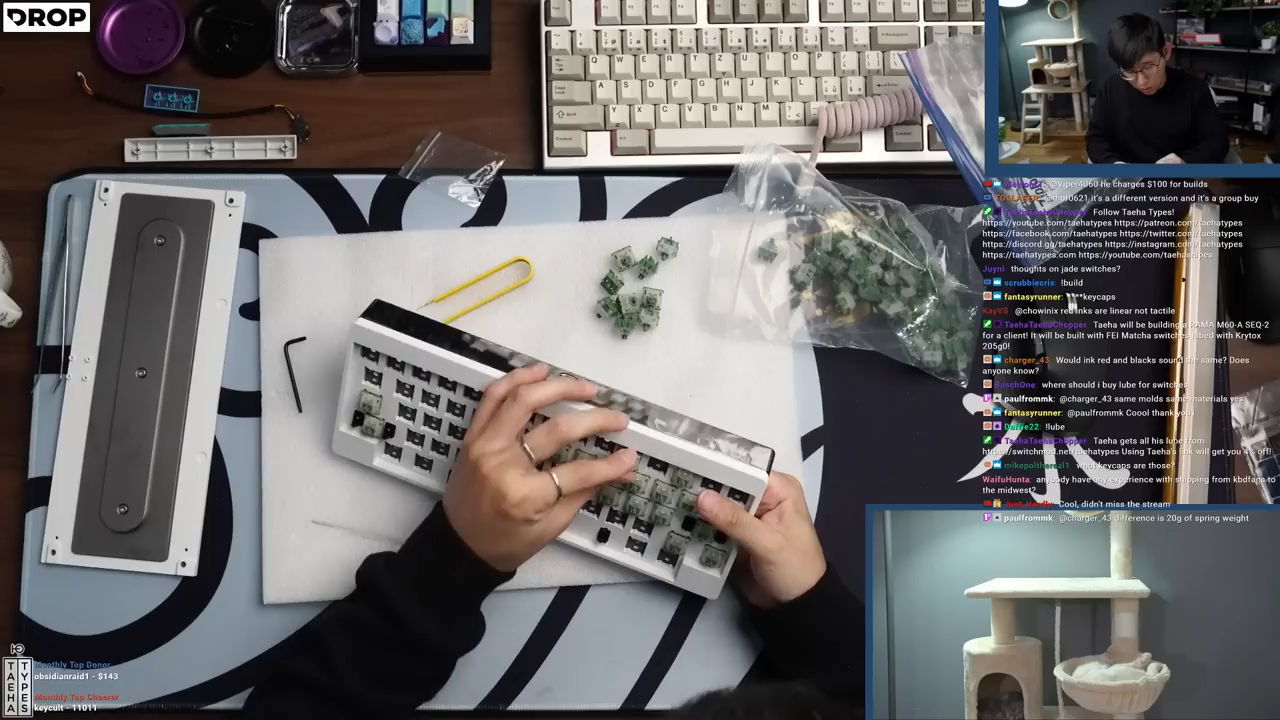 DROP
@Viper4060 he charges $100 for builds
@thpr0621 it's a different version and it's a group buy
TaehaTaehaChopper Follow Taeha Types!
https://youtube.com/taehatypes https://patreon.com/taehatypes
https://facebook.com/taehatypes https://twitter.com/taehatypes
https://discord.gg/taehatypes https://instagram.com/taehatypes
https://taehatypes.com https://youtube.com/taehasnipes
Juyni thoughts on jade switches?
scrubbiecris !build
fantasyrunner keycaps
KayVS @chowinix red inks are linear not tactile
TaehaTaehaChopper Taeha will be building a RAMA M60-A SEQ-2
for a client! It will be built with FEI Matcha switches lubed with Krytox
205g0!
charger_43 Would ink red and blacks sound the same? Does
anyone know?
BuschOne where should i buy lube for switches
paulfrommk @charger_43 same molds same materials yes
fantasyrunner @paulfrommk Coool thank you)
Daffie22 !lube
TaehaTaehaChopper Taeha gets all his lube from
https://switchmod.net/taehatypes Using Taeha's link will get you 4% off!
mikepoltheral1 what keycaps are those?
WaifuHunta: anybody have any experience with shipping from kbdfans to
the midwest?
Cool, didn't miss the stream
paulfrommk @charger_43 difference is 20g of spring weight
Monthly Top Donor
obsidianraid1 - $143
Monthly Top Cheerer
keycult - 11011
TAEHA TYPES